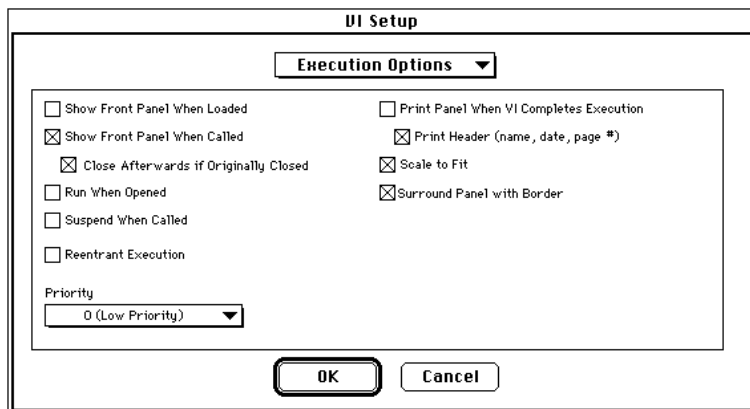 VI Setup
Execution Options
Show Front Panel When Loaded
Show Front Panel When Called
Close Afterwards if Originally Closed
Run When Opened
Suspend When Called
Reentrant Execution
Priority
0 (Low Priority)
Print Panel When VI Completes Execution
Print Header (name, date, page #)
Scale to Fit
Surround Panel with Border
OK
Cancel